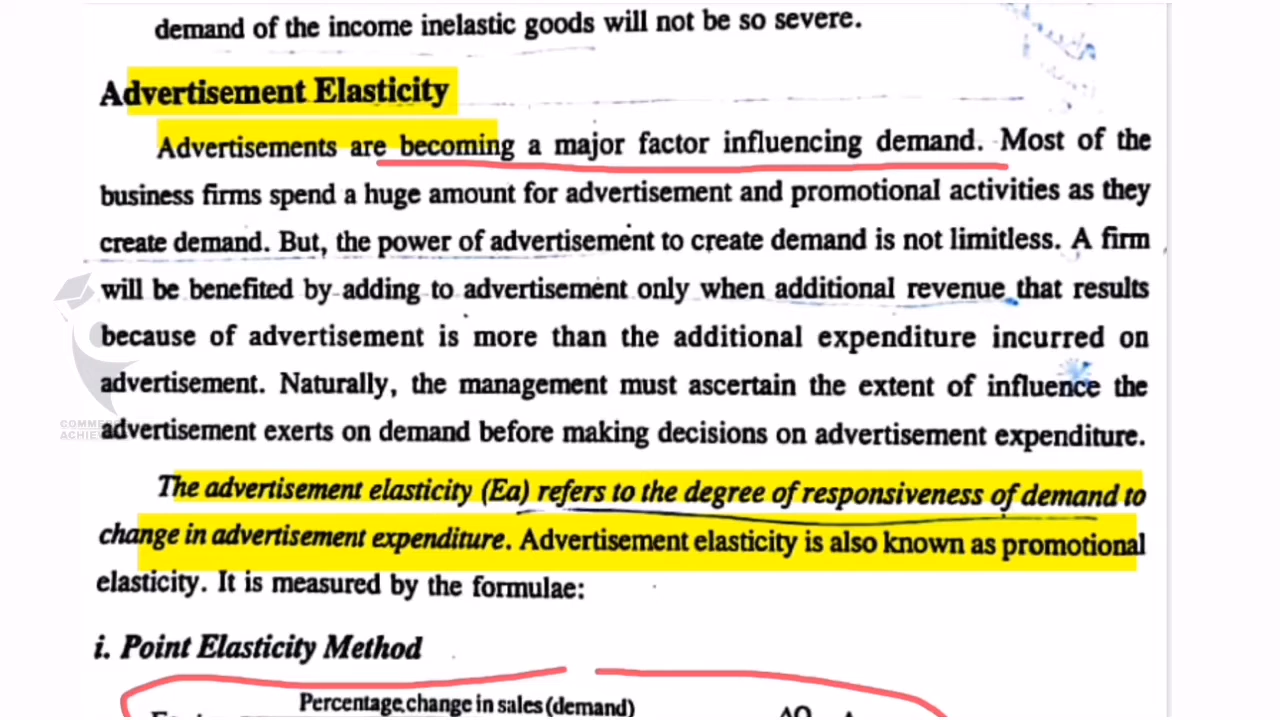 demand of the income inelastic goods will not be so severe.
Advertisement Elasticity
Advertisements are becoming a major factor influencing demand. Most of the
business firms spend a huge amount for advertisement and promotional activities as they
create demand. But, the power of advertisement to create demand is not limitless. A firm
will be benefited by adding to advertisement only when additional revenue that results
because of advertisement is more than the additional expenditure incurred on
advertisement. Naturally, the management must ascertain the extent of influence the
advertisement exerts on demand before making decisions on advertisement expenditure.
The advertisement elasticity (Ea) refers to the degree of responsiveness of demand to
change in advertisement expenditure. Advertisement elasticity is also known as promotional
elasticity. It is measured by the formulae:
i. Point Elasticity Method
Percentage change in sales (demand)